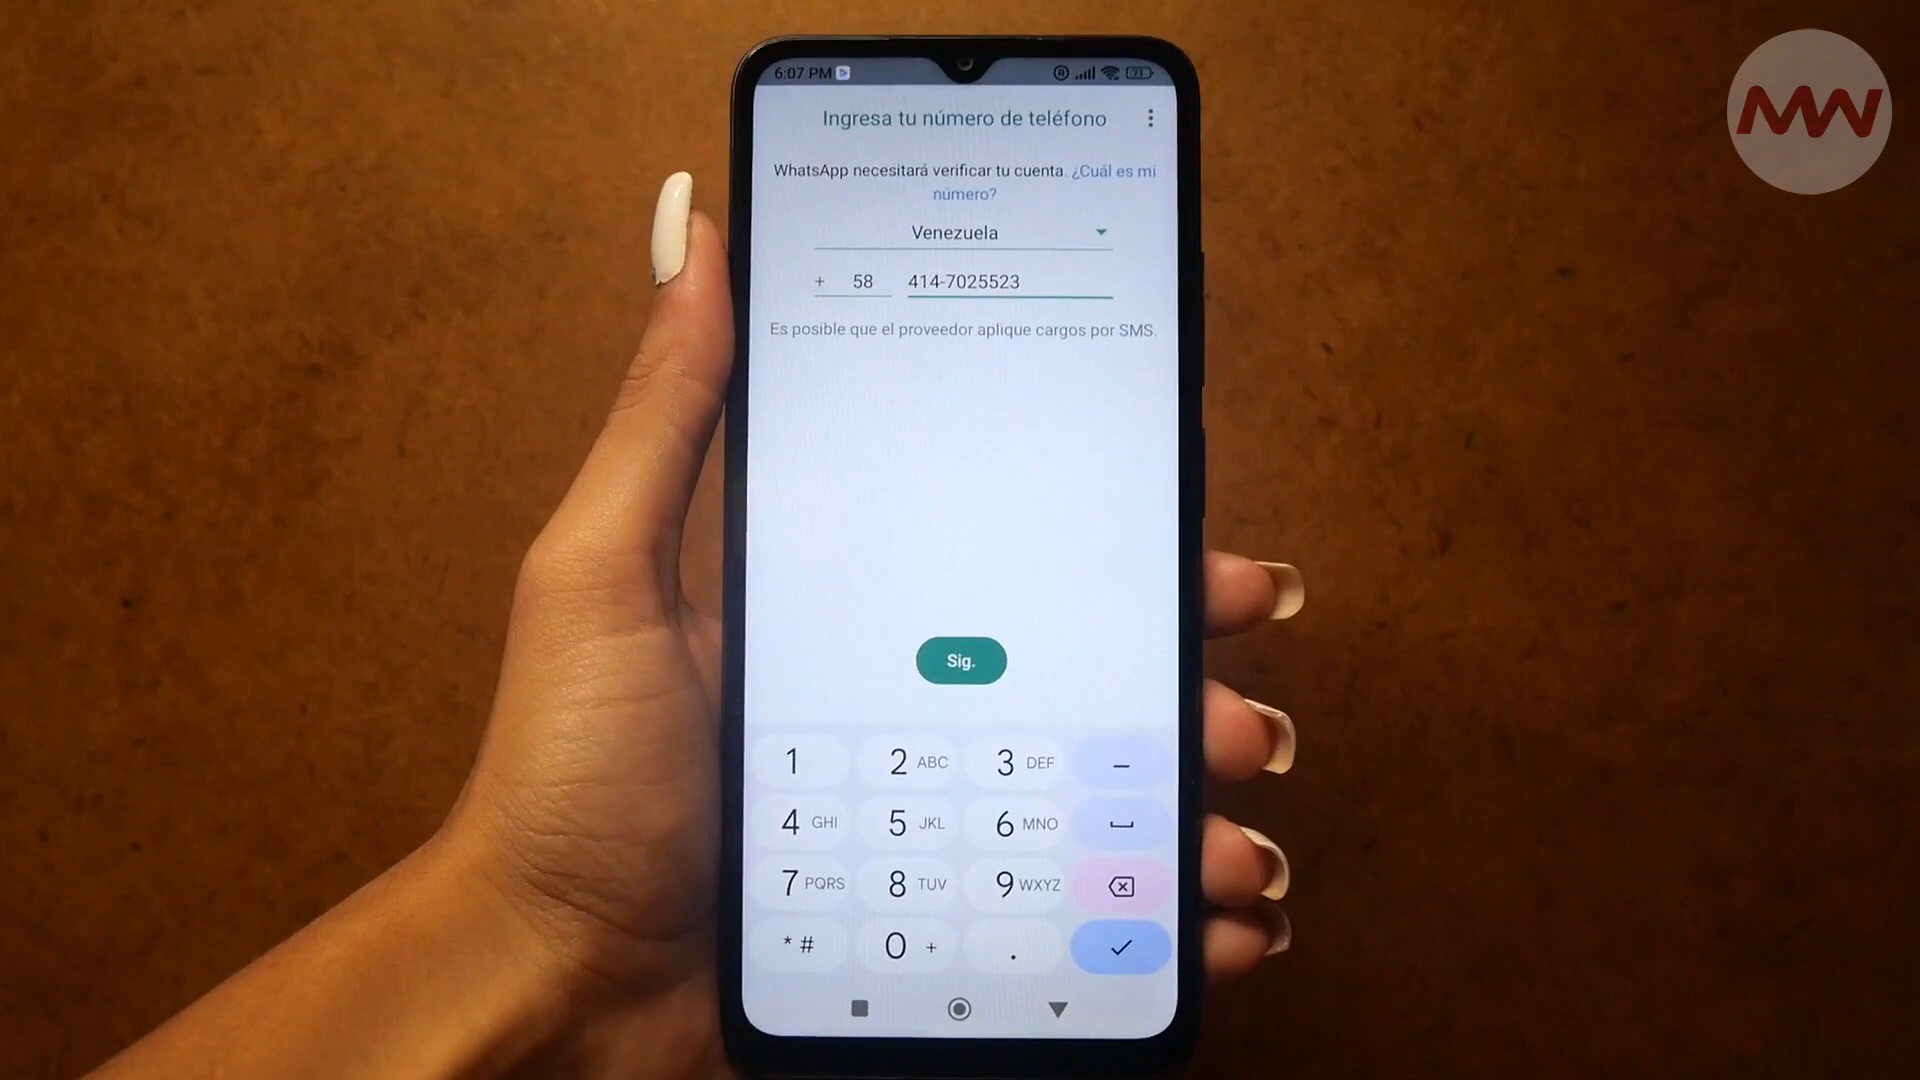 MW
6:07 PM
71
Ingresa tu número de teléfono
WhatsApp necesitará verificar tu cuenta. ¿Cuál es mi
número?
Venezuela
+ 58 414-7025523
Es posible que el proveedor aplique cargos por SMS.
Sig.
1 2 ABC 3 DEF –
4 GHI 5 JKL 6 MNO
7 PQRS 8 TUV 9 WXYZ
* # 0 + .